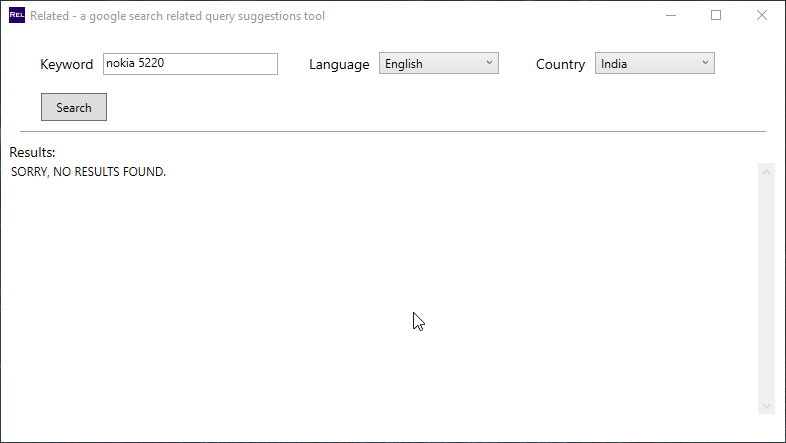 REL Related - a google search related query suggestions tool
Keyword nokia 5220 Language English Country India
Search
Results:
SORRY, NO RESULTS FOUND.